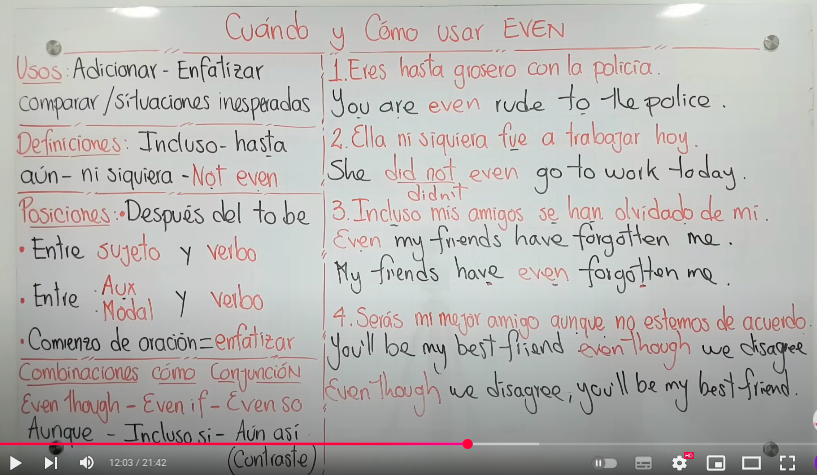 Cuándo y Cómo usar EVEN
Usos: Adicionar - Enfatizar
comparar / situaciones inesperadas
Definiciones: Incluso - hasta
aún - ni siquiera - Not even
Posiciones: • Después del to be
• Entre sujeto y verbo
• Entre • Aux
• Modal y verbo
• Comienzo de oración = enfatizar
Combinaciones cómo Conjunción
Even though - Even if - Even so
Aunque - Incluso si - Aún así
(Contraste)
1. Eres hasta grosero con la policía.
You are even rude to the police.
2. Ella ni siquiera fue a trabajar hoy.
She did not even go to work today.
didn't
3. Incluso mis amigos se han olvidado de mi.
Even my friends have forgotten me.
My friends have even forgotten me.
4. Serás mi mejor amigo aunque no estemos de acuerdo.
You'll be my best friend even though we disagree
Even though we disagree, you'll be my best friend.
12:03 / 21:42
HD